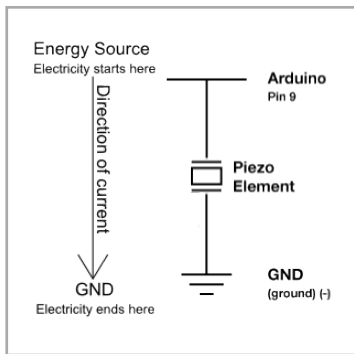 Energy Source
Electricity starts here
Direction of current
GND
Electricity ends here
Arduino
Pin 9
Piezo
Element
GND
(ground) (-)